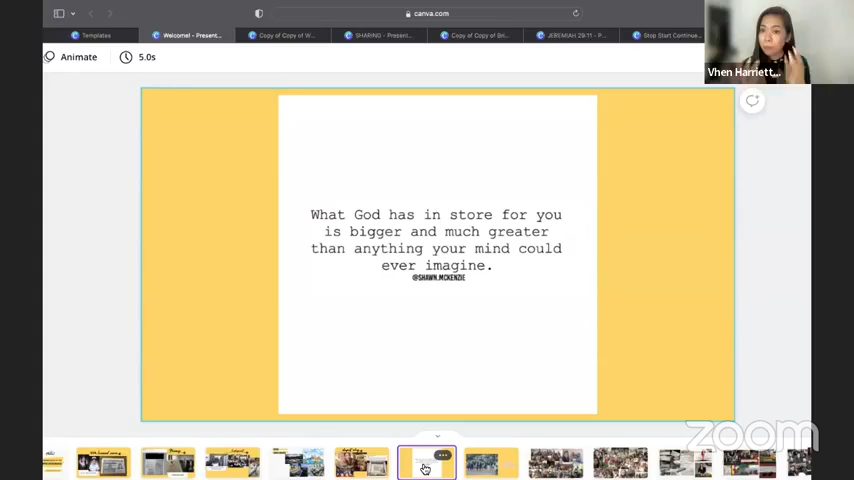 canva.com
Templates
Welcome! - Present...
Copy of Copy of W...
SHARING - Present...
Copy of Copy of Bri...
JEREMIAH 29:11 - P...
Stop Start Continue...
Animate
5.0s
Vhen Harriett...
What God has in store for you
is bigger and much greater
than anything your mind could
ever imagine.
@SHAWN.MCKENZIE
zoom